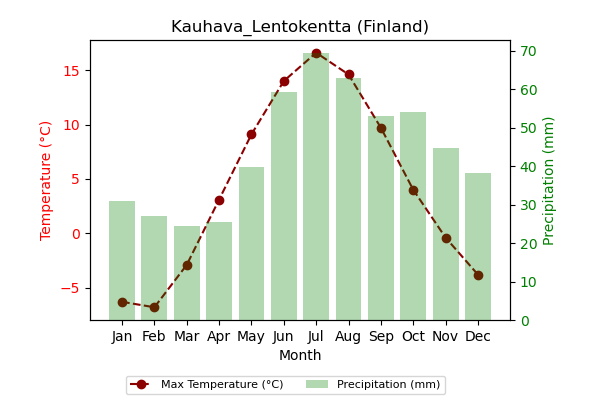 Kauhava_Lentokentta (Finland)
15
10
5
0
−5
Temperature (°C)
70
60
50
40
30
20
10
0
Precipitation (mm)
Jan Feb Mar Apr May Jun Jul Aug Sep Oct Nov Dec
Month
Max Temperature (°C) Precipitation (mm)